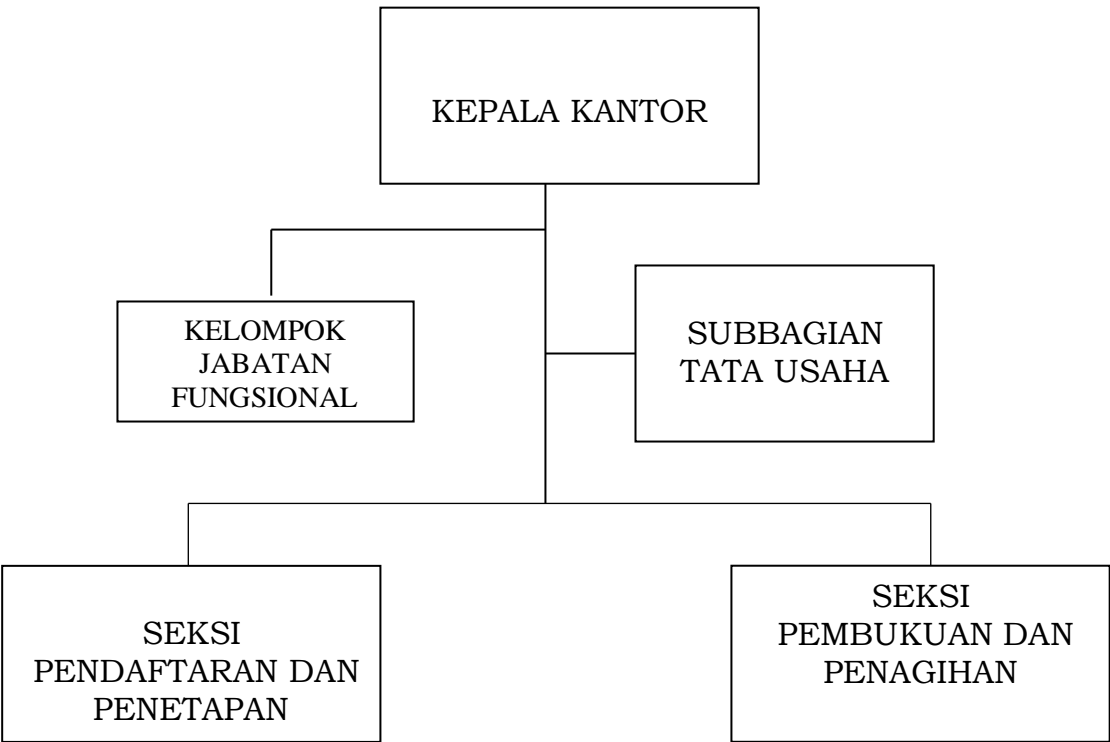 KEPALA KANTOR
KELOMPOK
JABATAN
FUNGSIONAL
SUBBAGIAN
TATA USAHA
SEKSI
PENDAFTARAN DAN
PENETAPAN
SEKSI
PEMBUKUAN DAN
PENAGIHAN